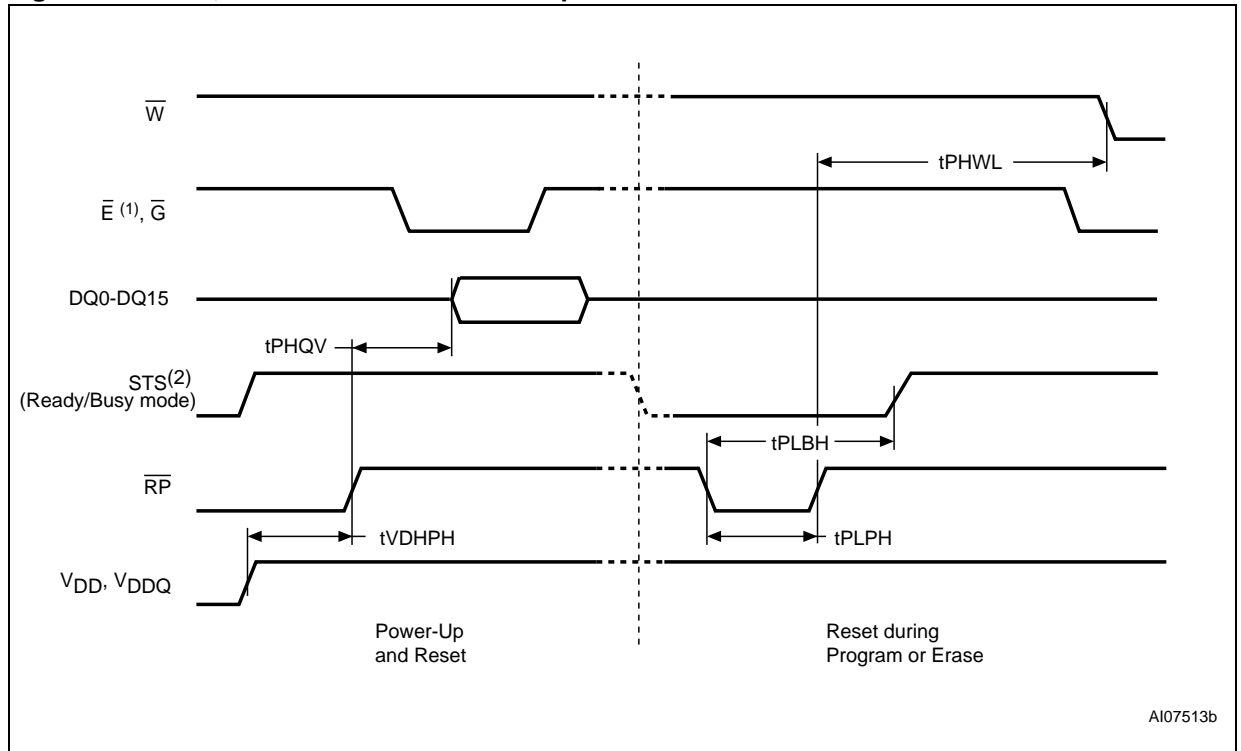 W̅
tPHWL
E̅ (1), G̅
DQ0-DQ15
tPHQV
STS(2)
(Ready/Busy mode)
tPLBH
R̅P̅
tVDHPH
tPLPH
VDD, VDDQ
Power-Up
and Reset
Reset during
Program or Erase
AI07513b